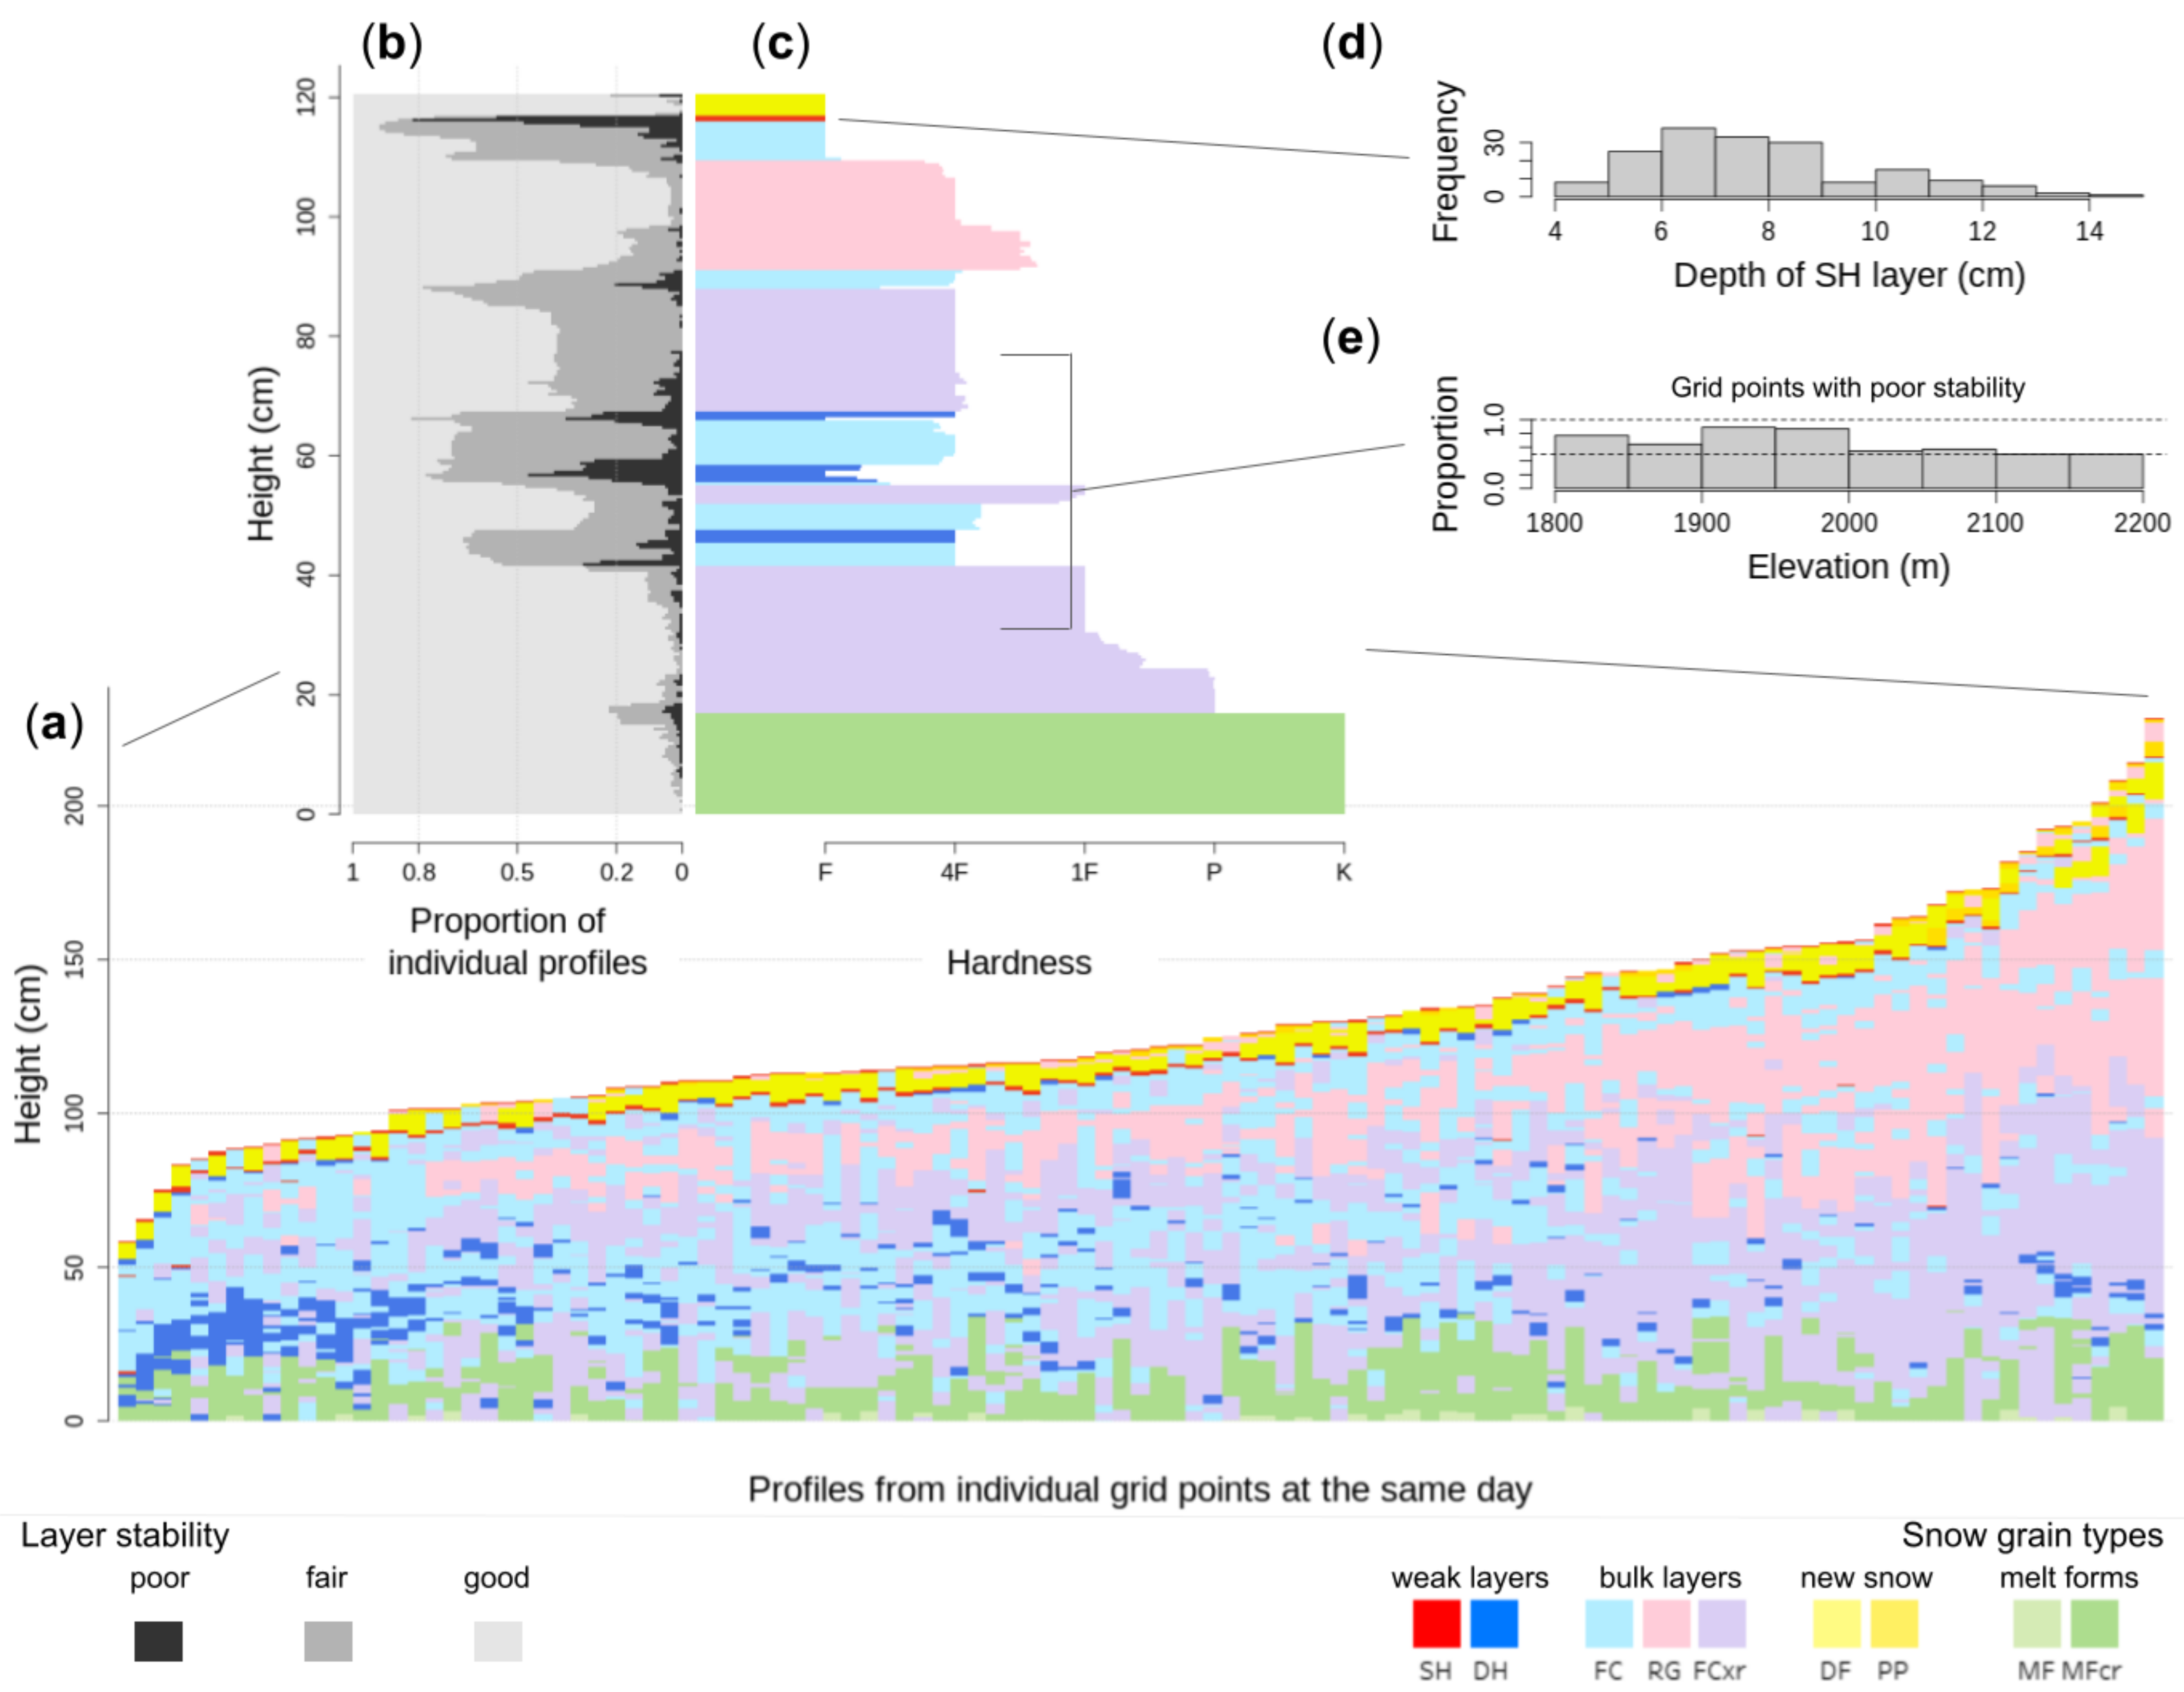 (b)
(c)
(d)
120
100
80
60
40
20
0
Height (cm)
1
0.8
0.5
0.2
0
Proportion of
individual profiles
F
4F
1F
P
K
Hardness
Frequency
30
0
4
6
8
10
12
14
Depth of SH layer (cm)
(e)
Grid points with poor stability
Proportion
1.0
0.0
1800
1900
2000
2100
2200
Elevation (m)
(a)
200
150
100
50
0
Height (cm)
Profiles from individual grid points at the same day
Layer stability
poor
fair
good
Snow grain types
weak layers
bulk layers
new snow
melt forms
SH
DH
FC
RG
FCxr
DF
PP
MF
MFcr